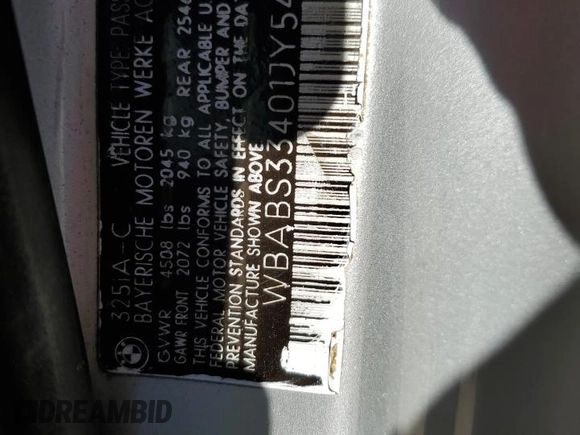 325iA-C VEHICLE TYPE PASS
BAYERISCHE MOTOREN WERKE AG
GVWR 4508 lbs 2045 kg
GAWR FRONT 2072 lbs 940 kg REAR 2546
THIS VEHICLE CONFORMS TO ALL APPLICABLE U.
FEDERAL MOTOR VEHICLE SAFETY, BUMPER AND
PREVENTION STANDARDS IN EFFECT ON THE DA
MANUFACTURE SHOWN ABOVE
WBABS33401JY54
BMW
DREAMBID